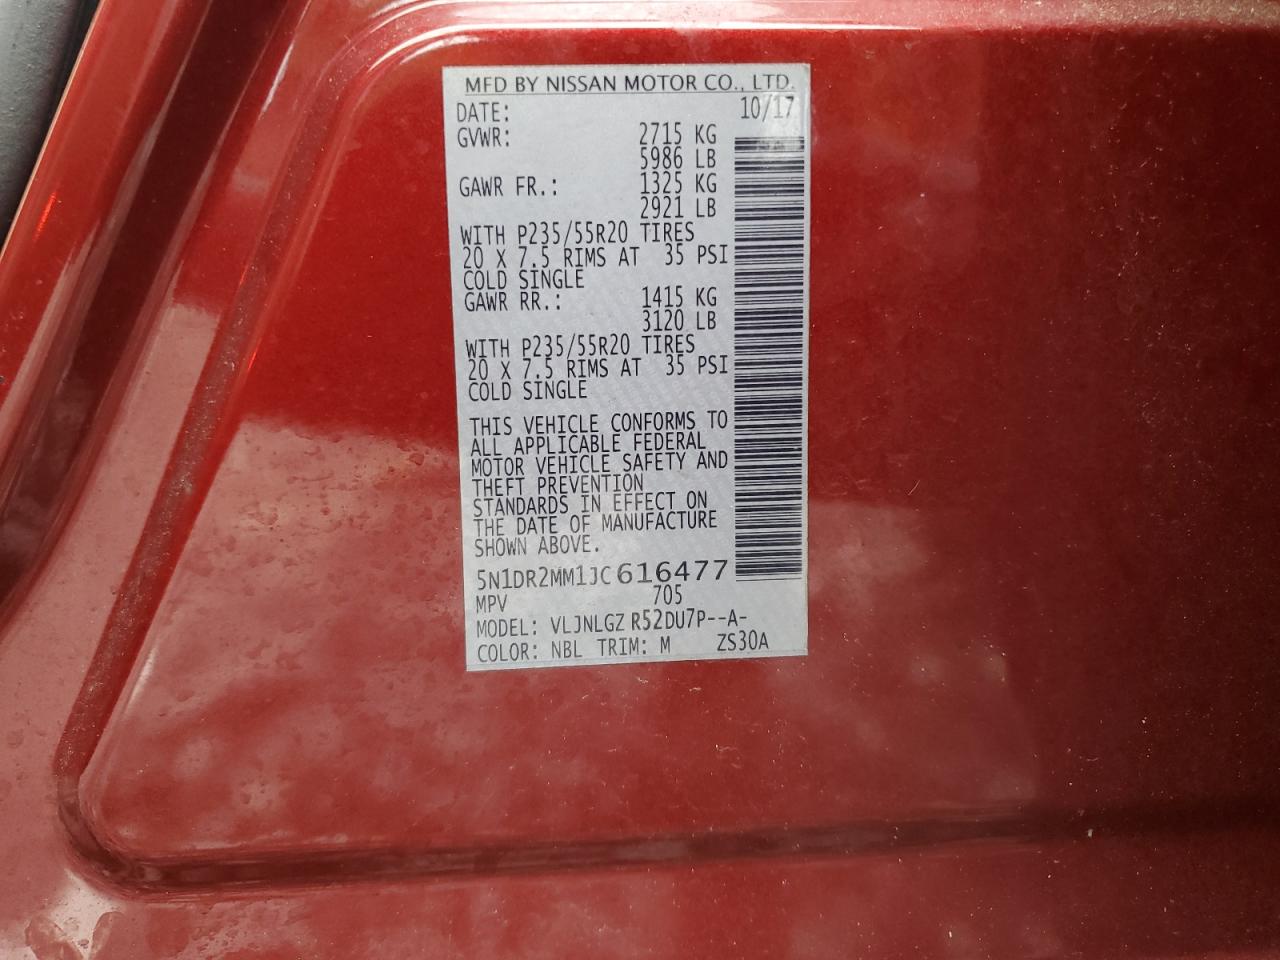 MFD BY NISSAN MOTOR CO., LTD.
DATE: 10/17
GVWR: 2715 KG
5986 LB
GAWR FR.: 1325 KG
2921 LB
WITH P235/55R20 TIRES
20 X 7.5 RIMS AT 35 PSI
COLD SINGLE
GAWR RR.: 1415 KG
3120 LB
WITH P235/55R20 TIRES
20 X 7.5 RIMS AT 35 PSI
COLD SINGLE
THIS VEHICLE CONFORMS TO
ALL APPLICABLE FEDERAL
MOTOR VEHICLE SAFETY AND
THEFT PREVENTION
STANDARDS IN EFFECT ON
THE DATE OF MANUFACTURE
SHOWN ABOVE.
5N1DR2MM1JC616477
MPV 705
MODEL: VLJNLGZ R52DU7P--A-
COLOR: NBL TRIM: M ZS30A